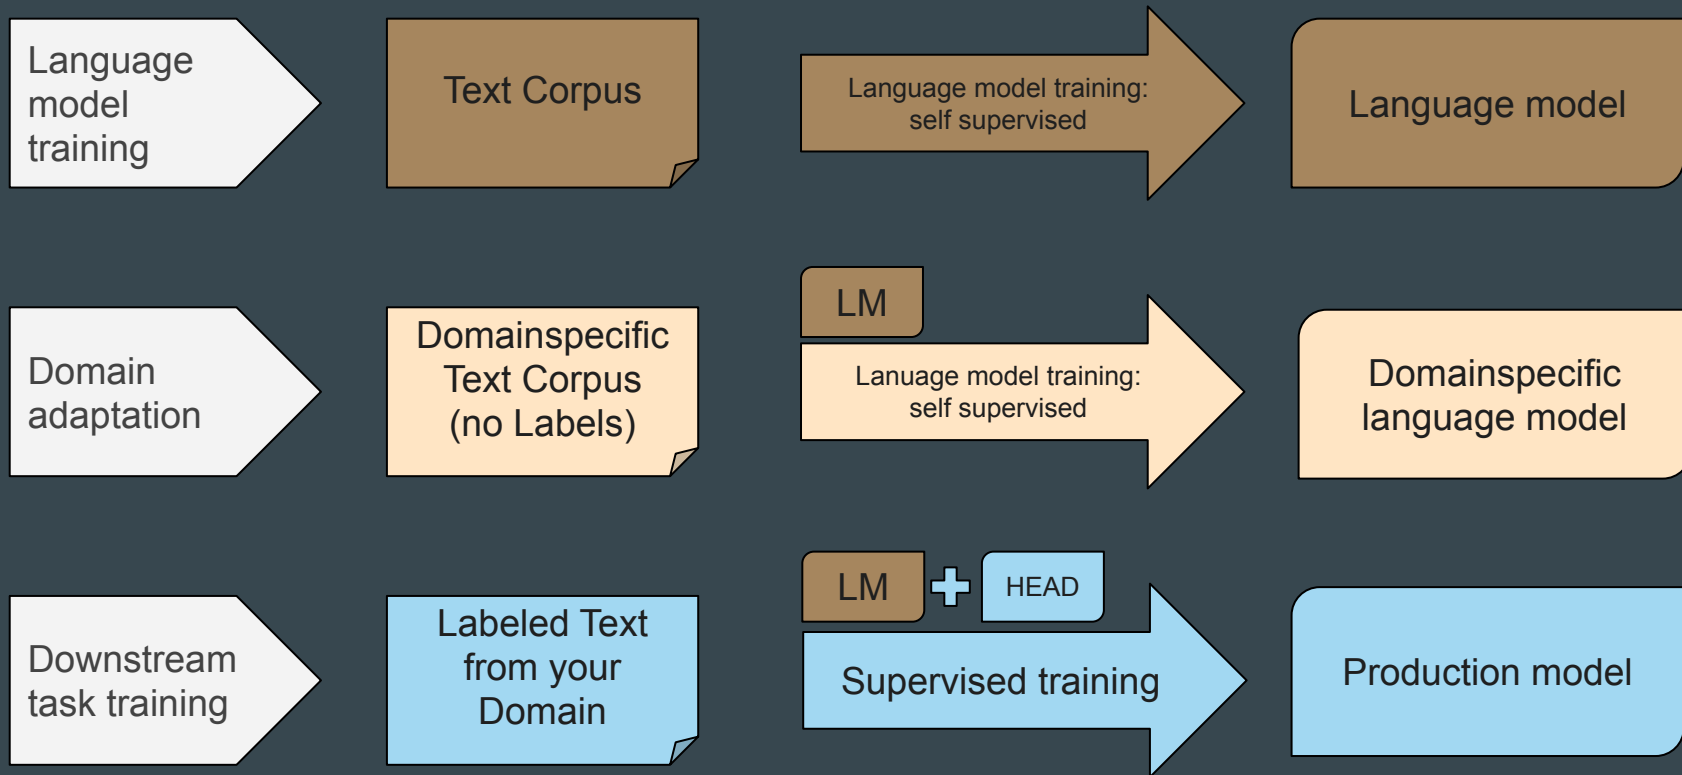 Language
model
training
Text Corpus
Language model training:
self supervised
Language model
Domain
adaptation
Domainspecific
Text Corpus
(no Labels)
LM
Lanuage model training:
self supervised
Domainspecific
language model
Downstream
task training
Labeled Text
from your
Domain
LM
HEAD
Supervised training
Production model